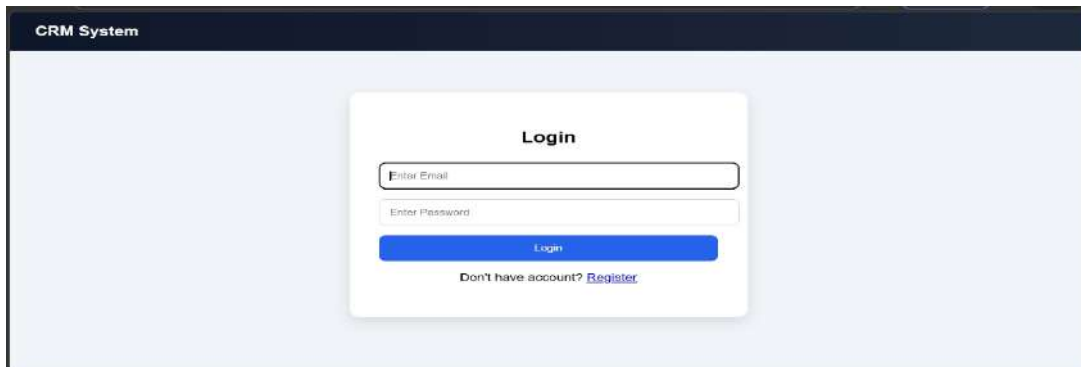 CRM System
Login
Enter Email
Enter Password
Login
Don't have account? Register